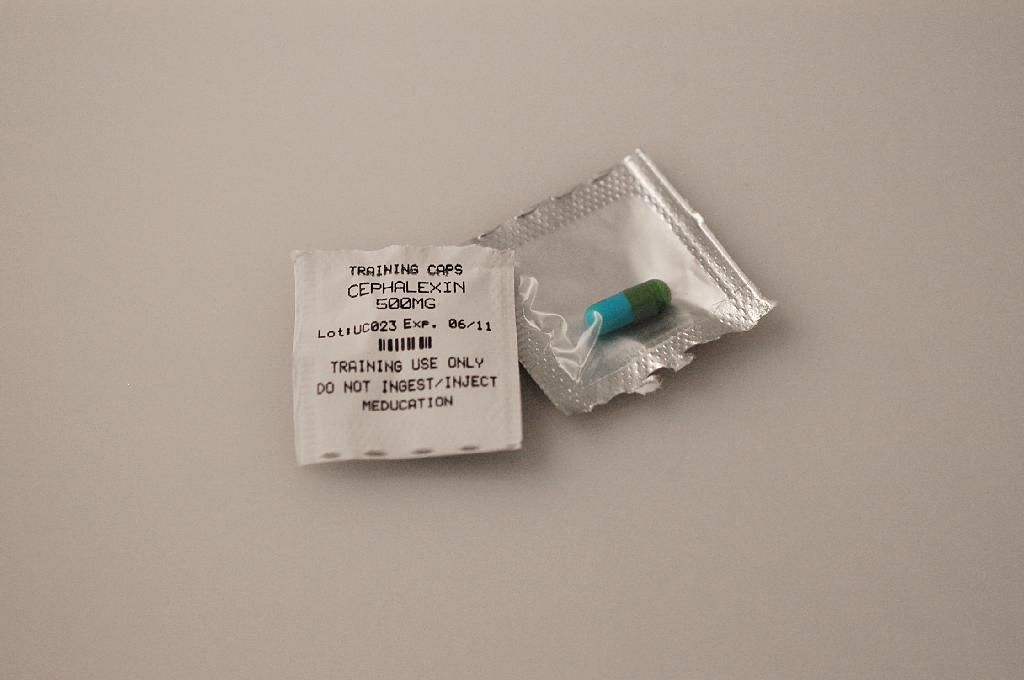 TRAINING CAPS
CEPHALEXIN
500MG
Lot:UC023 Exp. 06/11
TRAINING USE ONLY
DO NOT INGEST/INJECT
MEDUCATION